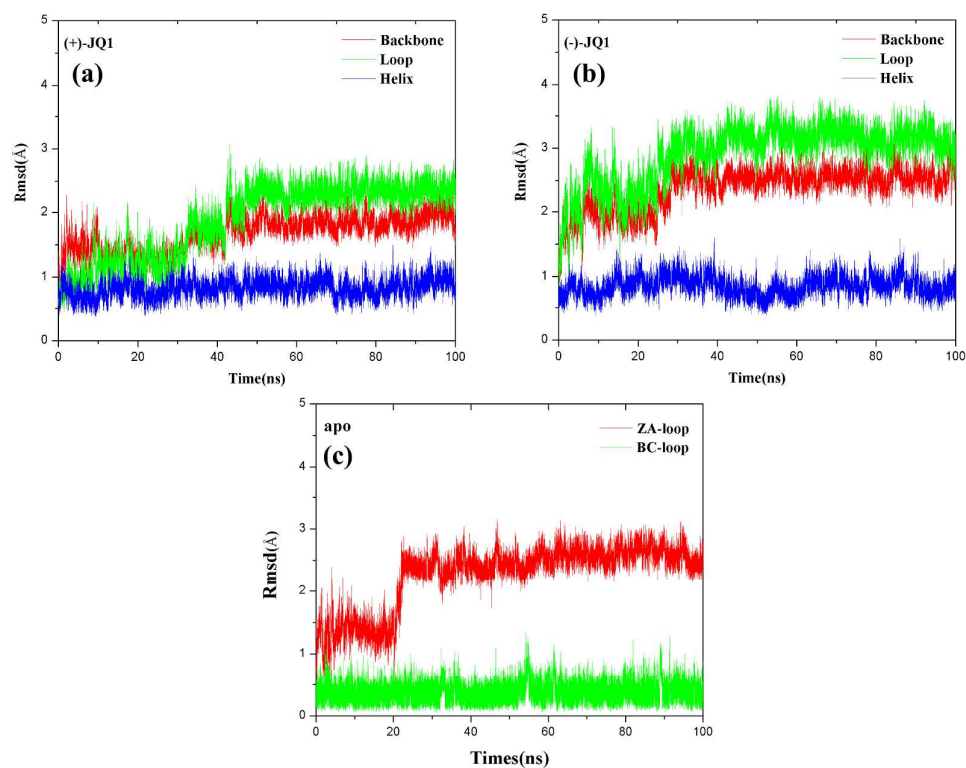 (+)-JQ1
(a)
Backbone
Loop
Helix
5
4
3
2
1
0
Rmsd(Å)
0 20 40 60 80 100
Time(ns)
(-)-JQ1
(b)
Backbone
Loop
Helix
5
4
3
2
1
0
Rmsd(Å)
0 20 40 60 80 100
Time(ns)
apo
(c)
ZA-loop
BC-loop
5
4
3
2
1
0
Rmsd(Å)
0 20 40 60 80 100
Times(ns)